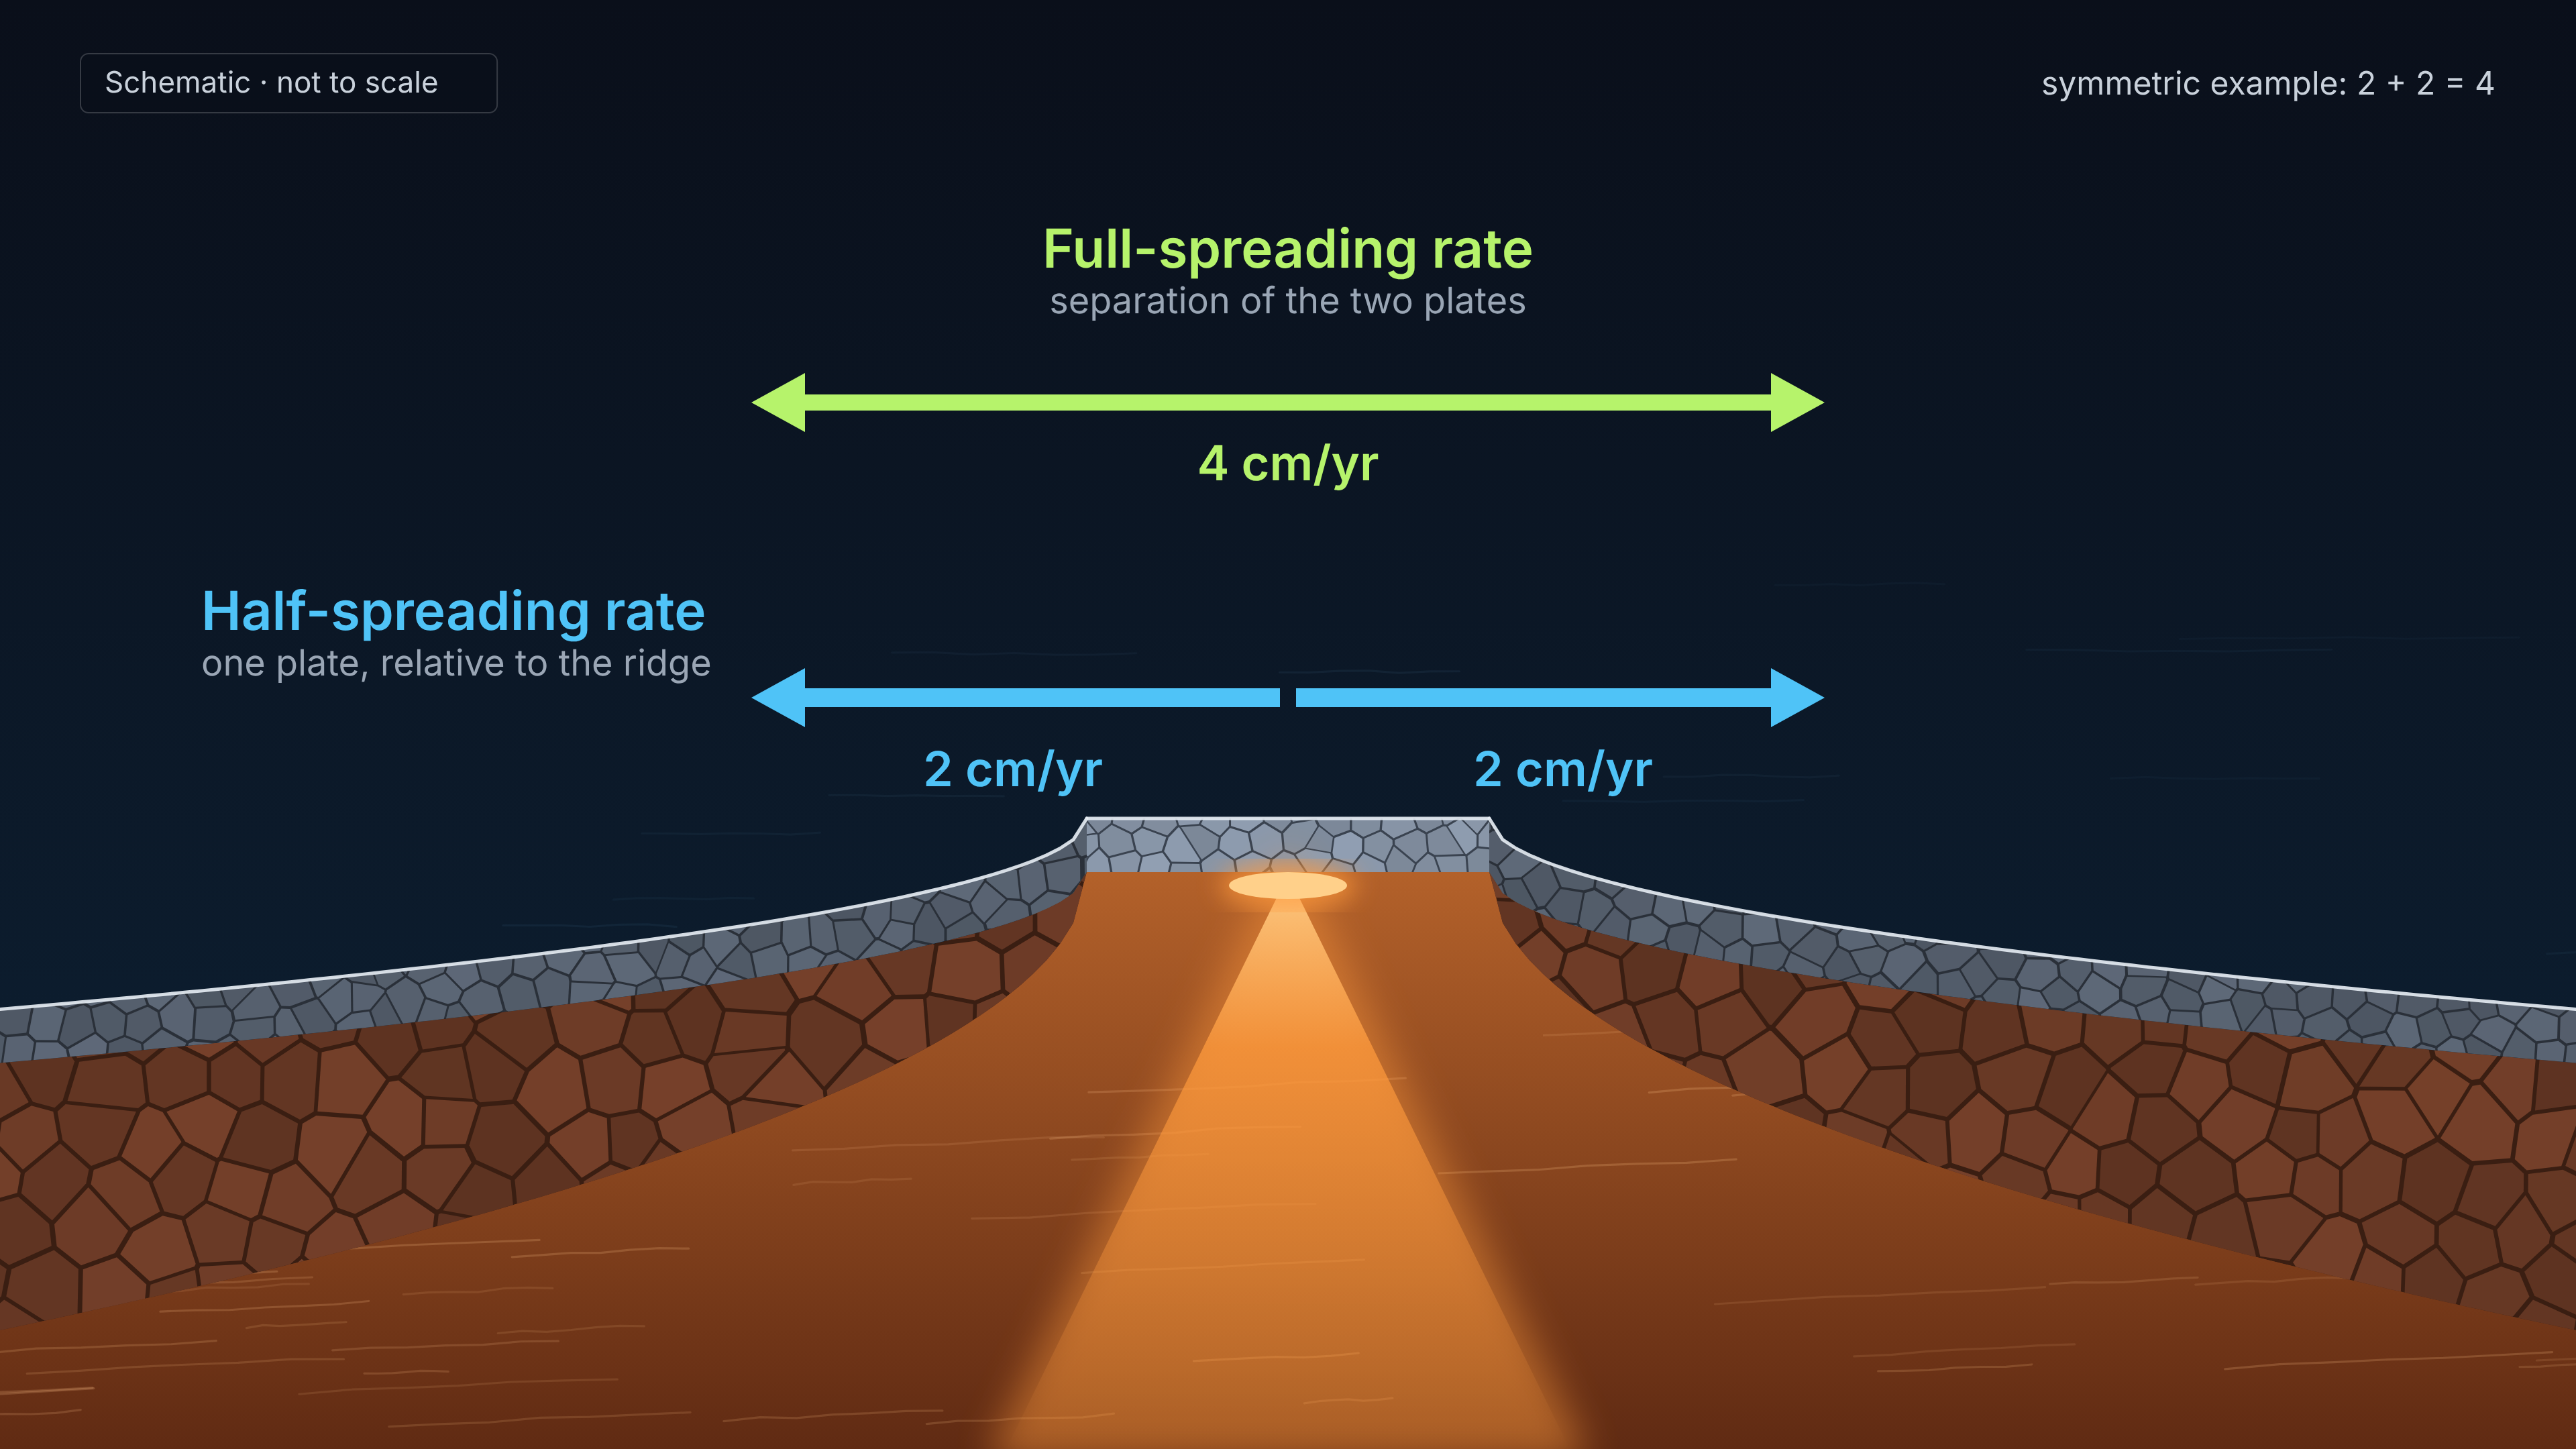 Schematic · not to scale
symmetric example: 2 + 2 = 4
Full-spreading rate
separation of the two plates
4 cm/yr
Half-spreading rate
one plate, relative to the ridge
2 cm/yr
2 cm/yr